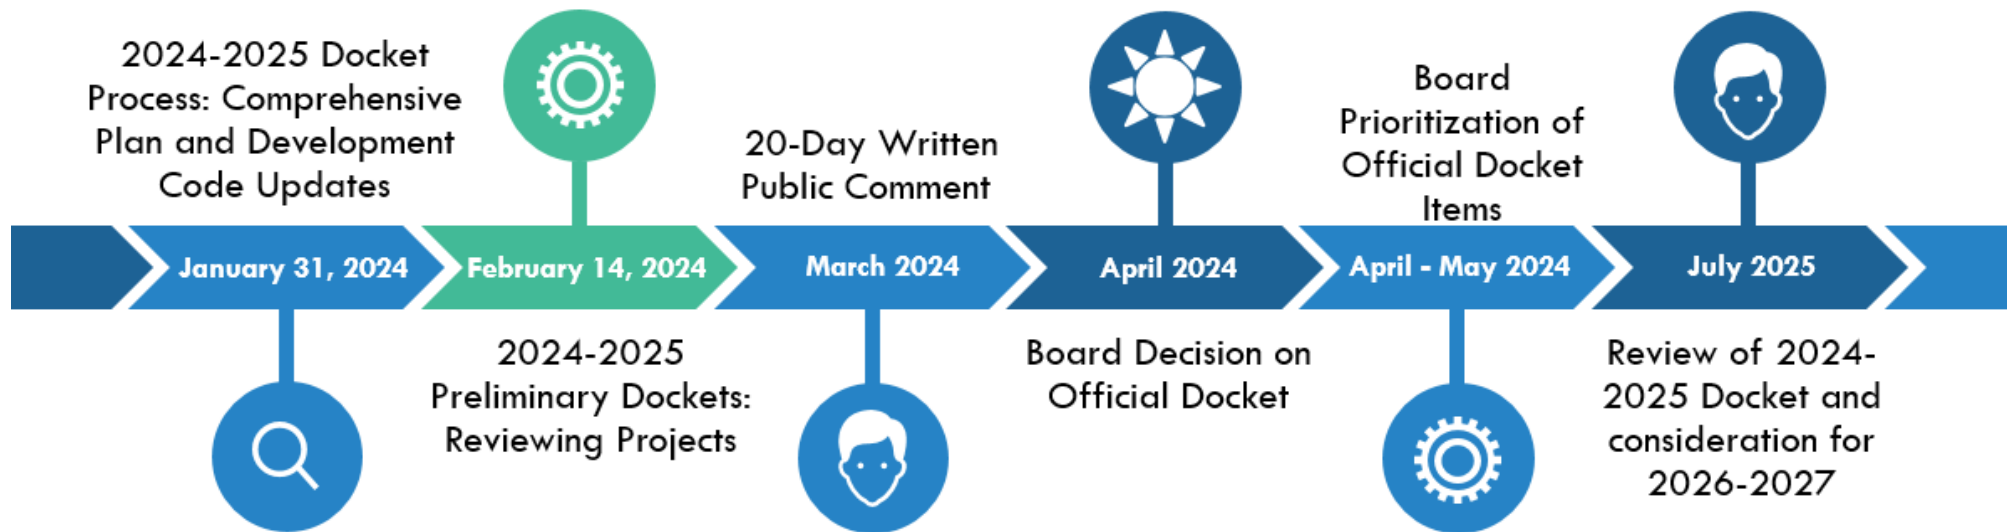 2024-2025 Docket
Process: Comprehensive
Plan and Development
Code Updates
January 31, 2024
February 14, 2024
2024-2025
Preliminary Dockets:
Reviewing Projects
20-Day Written
Public Comment
March 2024
April 2024
Board Decision on
Official Docket
Board
Prioritization of
Official Docket
Items
April - May 2024
July 2025
Review of 2024-
2025 Docket and
consideration for
2026-2027